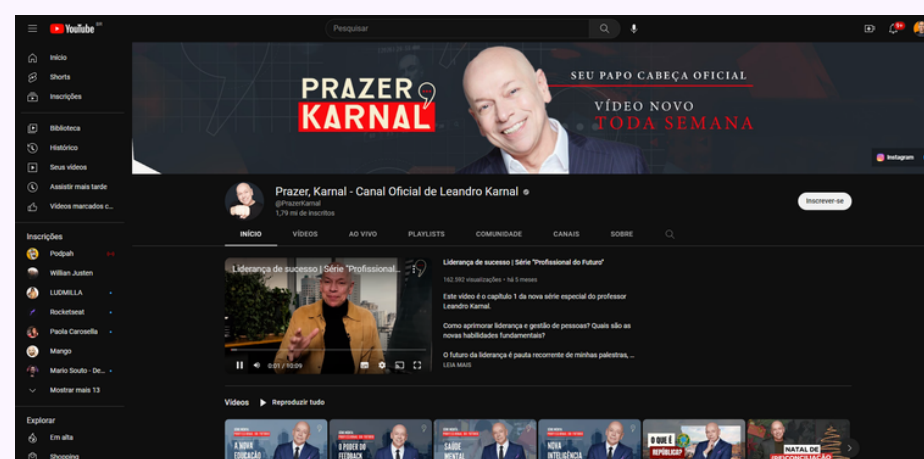 YouTube BR
Pesquisar
9+
Início
Shorts
Inscrições
Biblioteca
Histórico
Seus vídeos
Assistir mais tarde
Vídeos marcados c...
Inscrições
Podpah
Willian Justen
LUDMILLA
Rocketseat
Paola Carosella
Mango
Mario Souto - De...
Mostrar mais 13
Explorar
Em alta
Shopping
PRAZER,
KARNAL
SEU PAPO CABEÇA OFICIAL
VÍDEO NOVO
TODA SEMANA
Instagram
Prazer, Karnal - Canal Oficial de Leandro Karnal
@PrazerKarnal
1,79 mi de inscritos
Inscrever-se
INÍCIO
VÍDEOS
AO VIVO
PLAYLISTS
COMUNIDADE
CANAIS
SOBRE
Liderança de sucesso | Série "Profissional...
0:01 / 10:09
Liderança de sucesso | Série "Profissional do Futuro"
162.592 visualizações • há 5 meses
Este vídeo é o capítulo 1 da nova série especial do professor
Leandro Karnal.
Como aprimorar liderança e gestão de pessoas? Quais são as
novas habilidades fundamentais?
O futuro da liderança é pauta recorrente de minhas palestras, ...
LEIA MAIS
Vídeos
Reproduzir tudo
A NOVA
EDUCAÇÃO
O PODER DO
FEEDBACK
SAÚDE
MENTAL
NOVA
INTELIGÊNCIA
O QUE É
REPÚBLICA?
NATAL DE
(RE)CONCILIAÇÃO